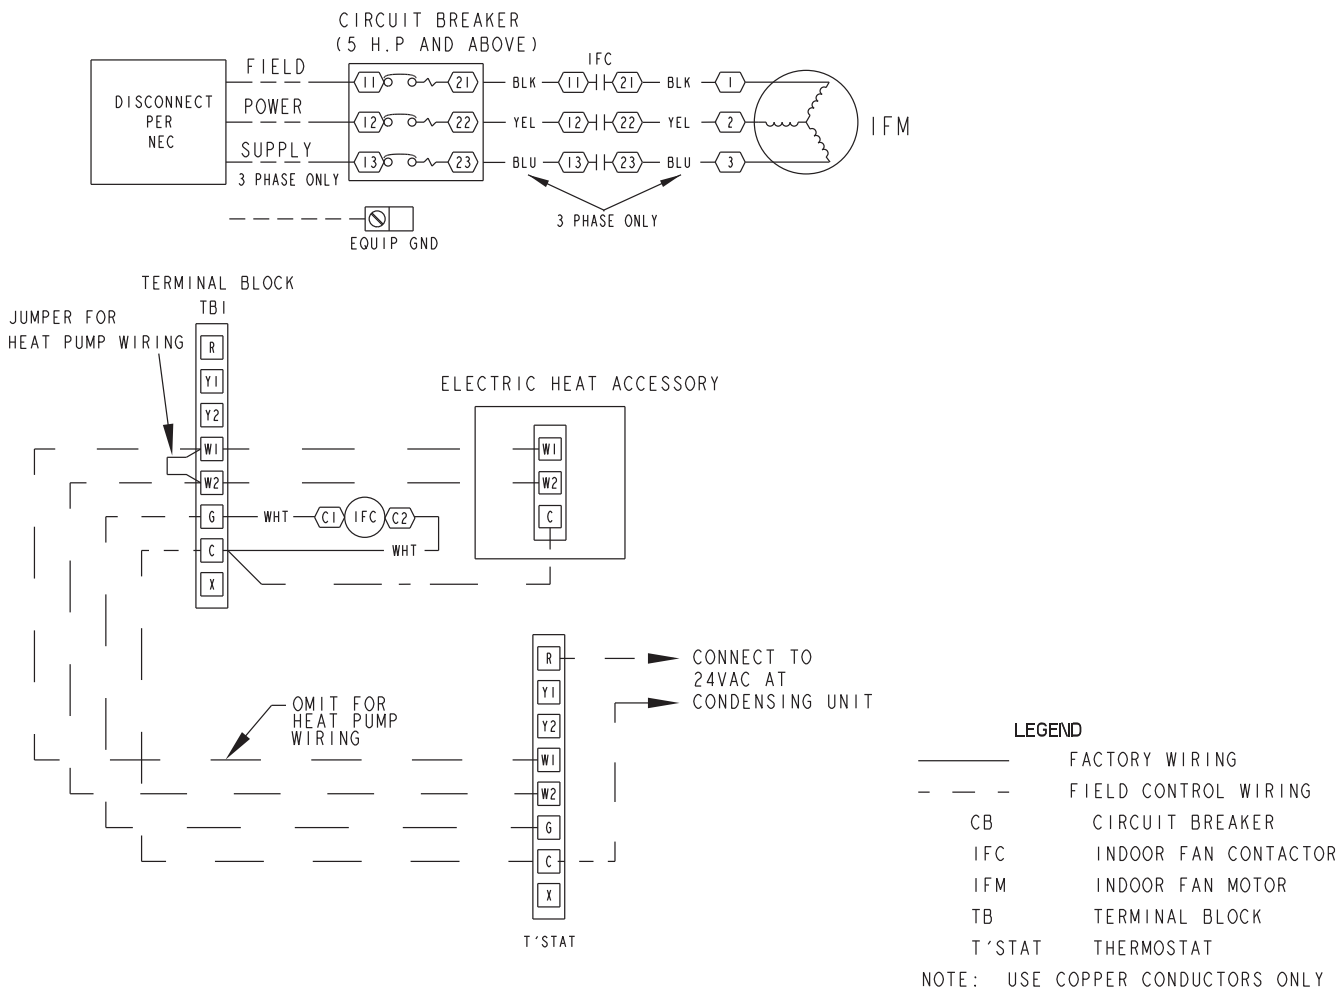 CIRCUIT BREAKER
(5 H.P AND ABOVE)
IFC
FIELD
11 21 BLK 11 21 BLK 1
DISCONNECT
PER
NEC
POWER
12 22 YEL 12 22 YEL 2
IFM
SUPPLY
13 23 BLU 13 23 BLU 3
3 PHASE ONLY
3 PHASE ONLY
EQUIP GND
TERMINAL BLOCK
TB1
JUMPER FOR
HEAT PUMP WIRING
R
Y1
Y2
W1
W2
G
C
X
WHT C1 IFC C2
WHT
ELECTRIC HEAT ACCESSORY
W1
W2
C
R
Y1
Y2
W1
W2
G
C
X
T'STAT
CONNECT TO
24VAC AT
CONDENSING UNIT
OMIT FOR
HEAT PUMP
WIRING
LEGEND
FACTORY WIRING
FIELD CONTROL WIRING
CB CIRCUIT BREAKER
IFC INDOOR FAN CONTACTOR
IFM INDOOR FAN MOTOR
TB TERMINAL BLOCK
T'STAT THERMOSTAT
NOTE: USE COPPER CONDUCTORS ONLY